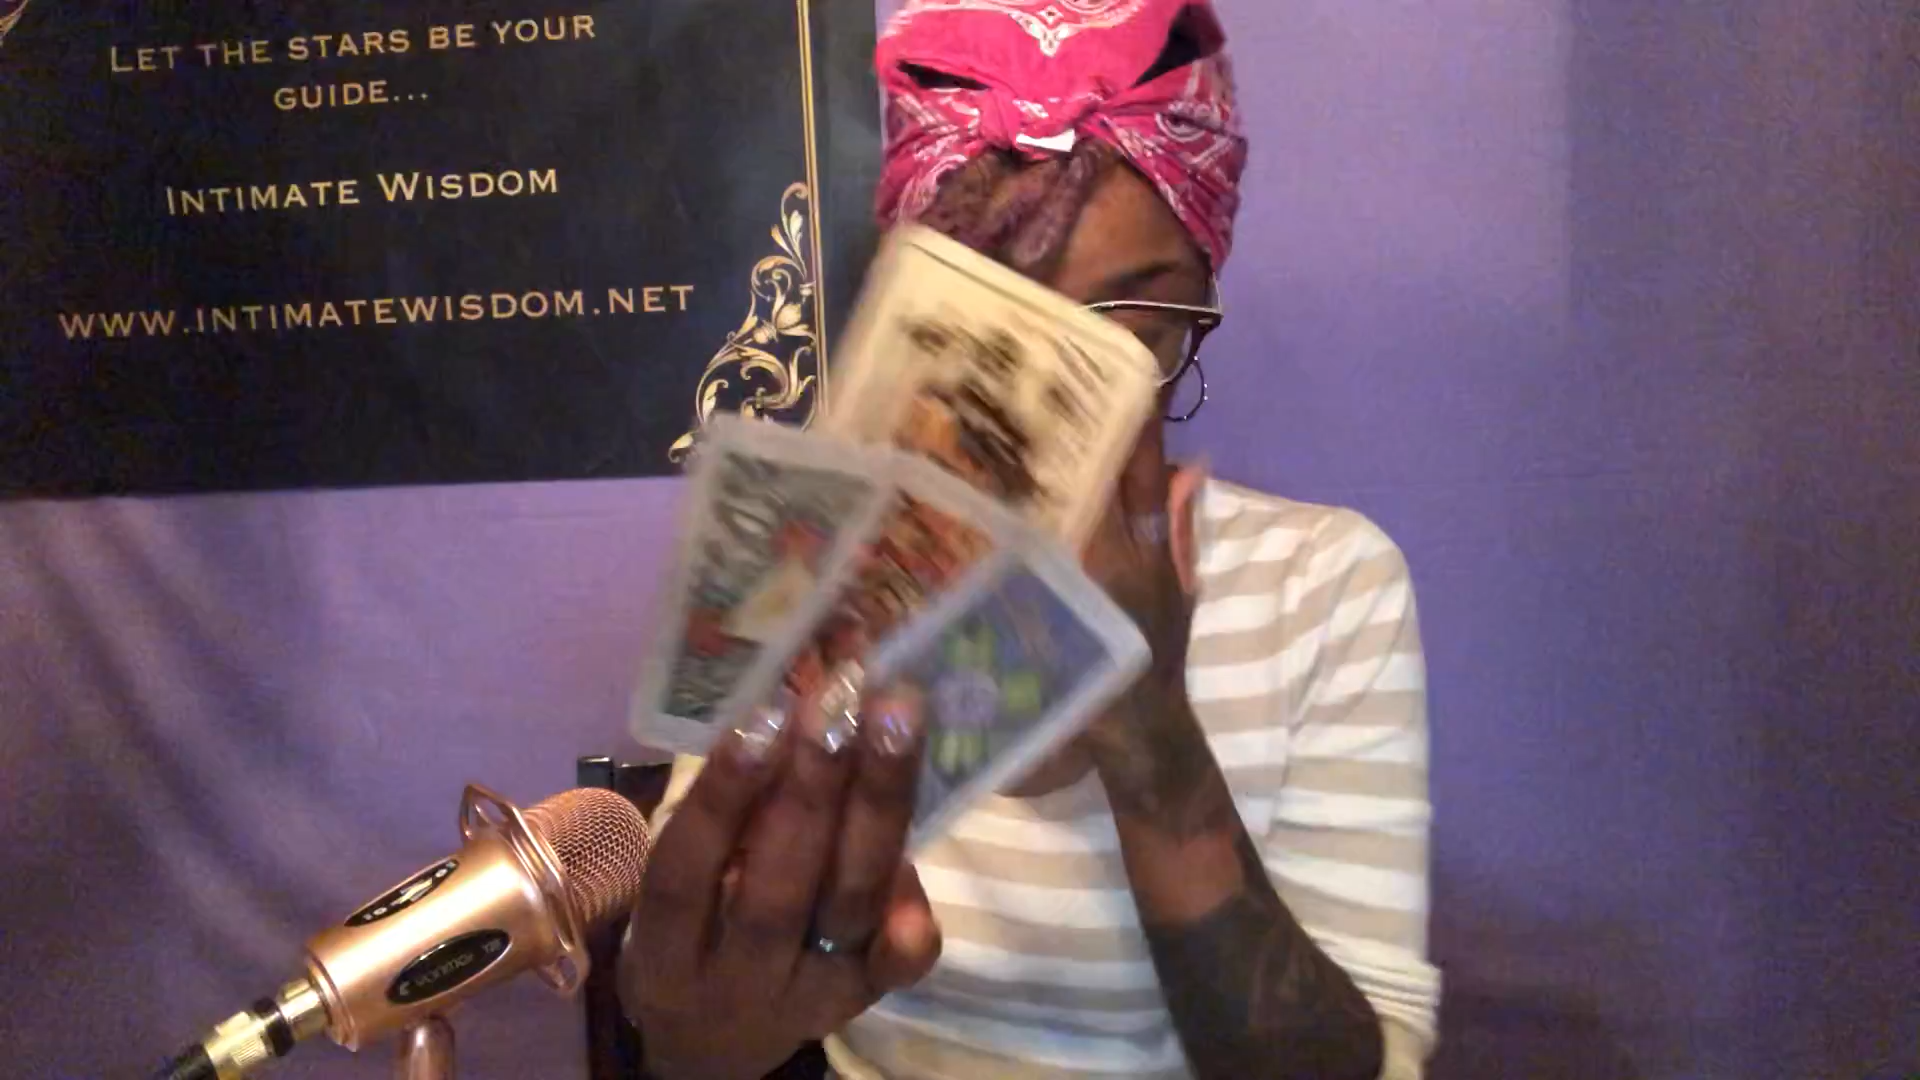 LET THE STARS BE YOUR
GUIDE...
INTIMATE WISDOM
WWW.INTIMATEWISDOM.NET